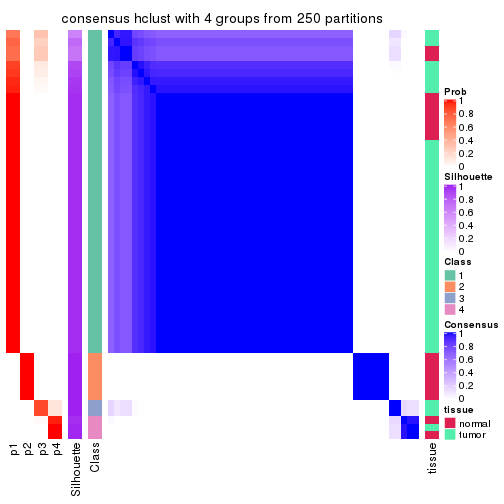 consensus hclust with 4 groups from 250 partitions
Prob
1
0.8
0.6
0.4
0.2
0
Silhouette
1
0.8
0.6
0.4
0.2
0
Class
1
2
3
4
Consensus
1
0.8
0.6
0.4
0.2
0
tissue
normal
tumor
p1
p2
p3
p4
Silhouette
Class
tissue